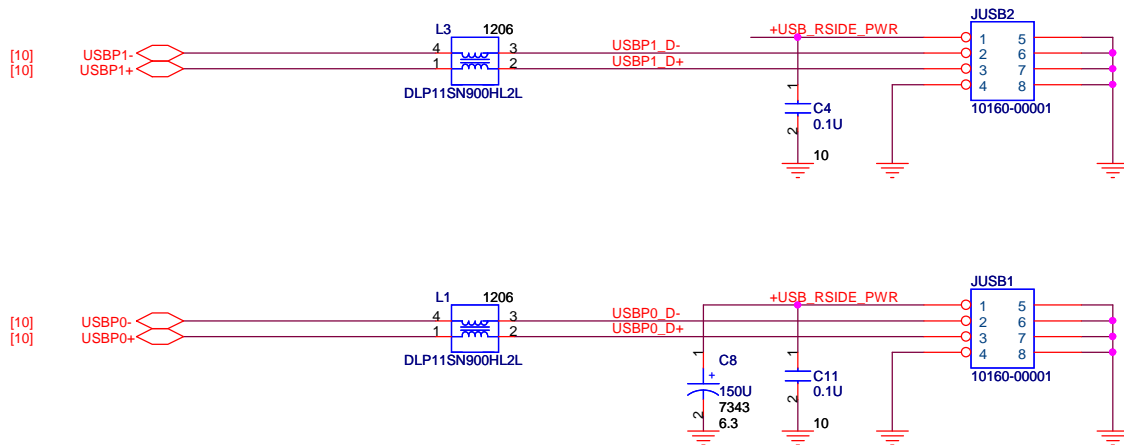 JUSB2
L3 1206
+USB_RSIDE_PWR
1 5
[10] USBP1- 4 3 USBP1_D- 2 6
[10] USBP1+ 1 2 USBP1_D+ 3 7
4 8
DLP11SN900HL2L
1
C4
10160-00001
0.1U
2
10
JUSB1
L1 1206
+USB_RSIDE_PWR
1 5
[10] USBP0- 4 3 USBP0_D- 2 6
[10] USBP0+ 1 2 USBP0_D+ 3 7
1 1 4 8
DLP11SN900HL2L
C8
+ C11 10160-00001
150U 0.1U
2 7343 2
6.3 10